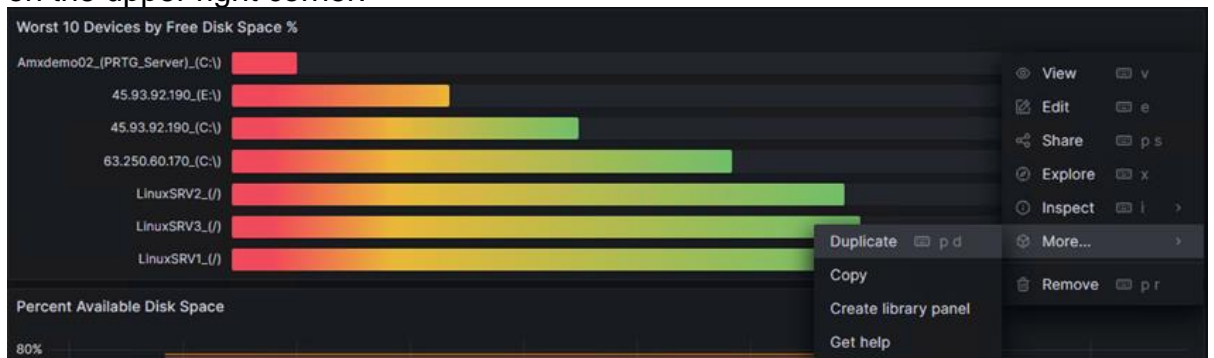 on the upper right corner.
Worst 10 Devices by Free Disk Space %
Amxdemo02_(PRTG_Server)_(C:\)
45.93.92.190_(E:\)
45.93.92.190_(C:\)
63.250.60.170_(C:\)
LinuxSRV2_(/)
LinuxSRV3_(/)
LinuxSRV1_(/)
View v
Edit e
Share p s
Explore x
Inspect i
More...
Remove p r
Duplicate p d
Copy
Create library panel
Get help
Percent Available Disk Space
80%